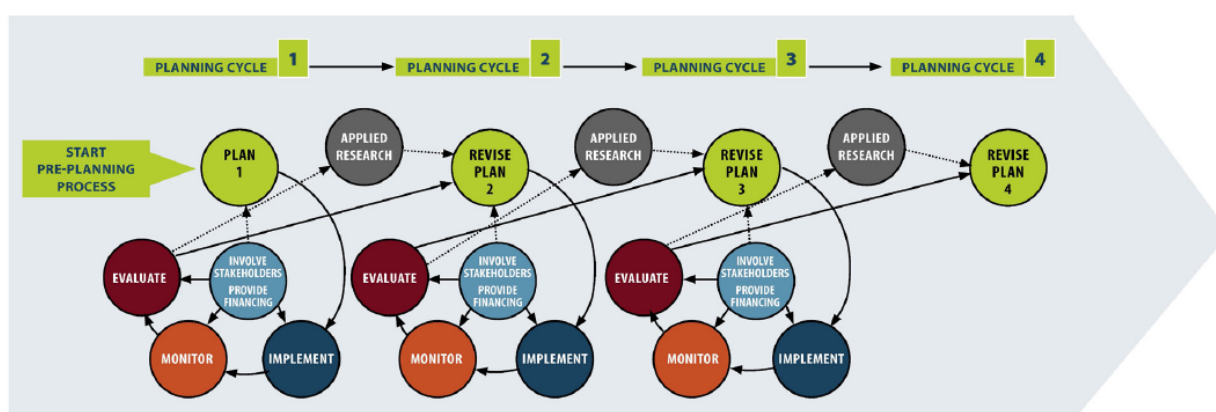 PLANNING CYCLE 1
PLANNING CYCLE 2
PLANNING CYCLE 3
PLANNING CYCLE 4
START
PRE-PLANNING
PROCESS
PLAN
1
APPLIED
RESEARCH
REVISE
PLAN
2
APPLIED
RESEARCH
REVISE
PLAN
3
APPLIED
RESEARCH
REVISE
PLAN
4
EVALUATE
INVOLVE
STAKEHOLDERS
PROVIDE
FINANCING
MONITOR
IMPLEMENT
EVALUATE
INVOLVE
STAKEHOLDERS
PROVIDE
FINANCING
MONITOR
IMPLEMENT
EVALUATE
INVOLVE
STAKEHOLDERS
PROVIDE
FINANCING
MONITOR
IMPLEMENT